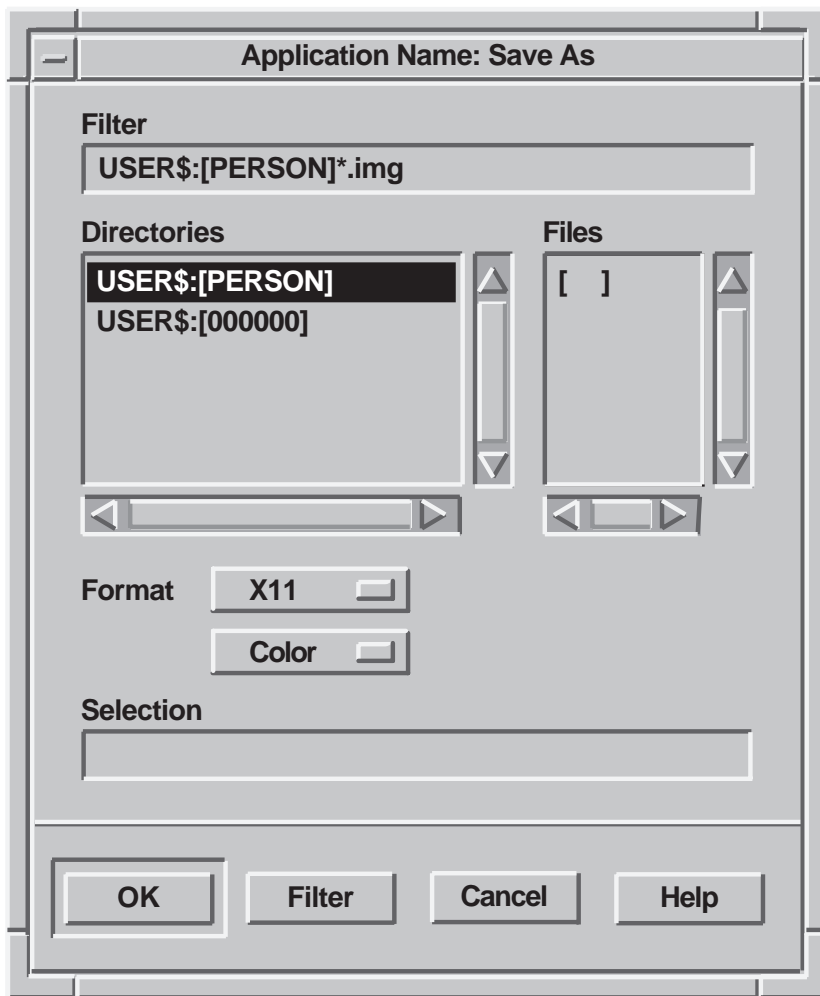 Application Name: Save As
Filter
USER$:[PERSON]*.img
Directories Files
USER$:[PERSON] [ ]
USER$:[000000]
Format X11
Color
Selection
OK Filter Cancel Help